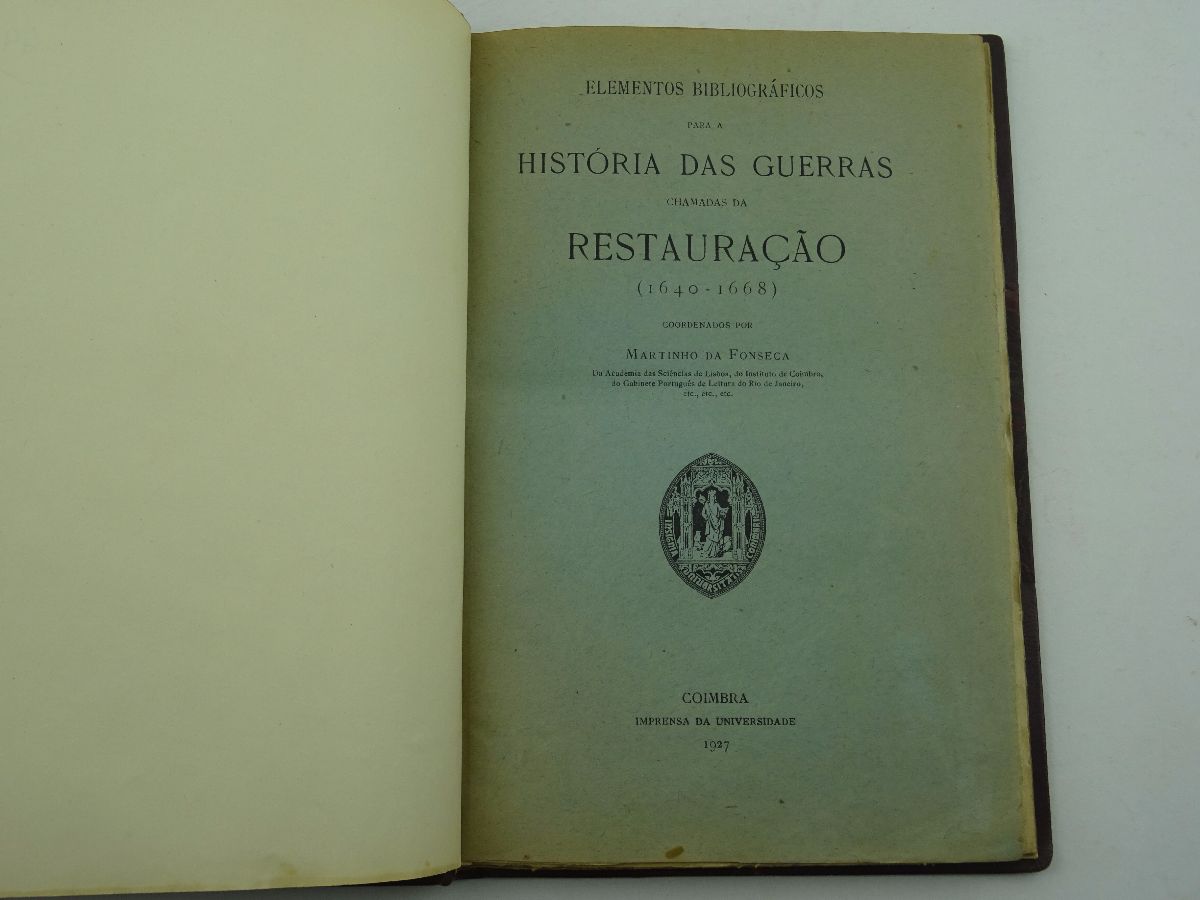 ELEMENTOS BIBLIOGRÁFICOS
PARA A
HISTÓRIA DAS GUERRAS
CHAMADAS DA
RESTAURAÇÃO
(1640-1668)
COORDENADOS POR
MARTINHO DA FONSECA
Da Academia das Sciências de Lisboa, do Instituto de Coimbra,
do Gabinete Português de Leitura do Rio de Janeiro,
etc., etc., etc.
INSIGNIA
UNIVERSITATIS
COIMBRA
IMPRENSA DA UNIVERSIDADE
1927